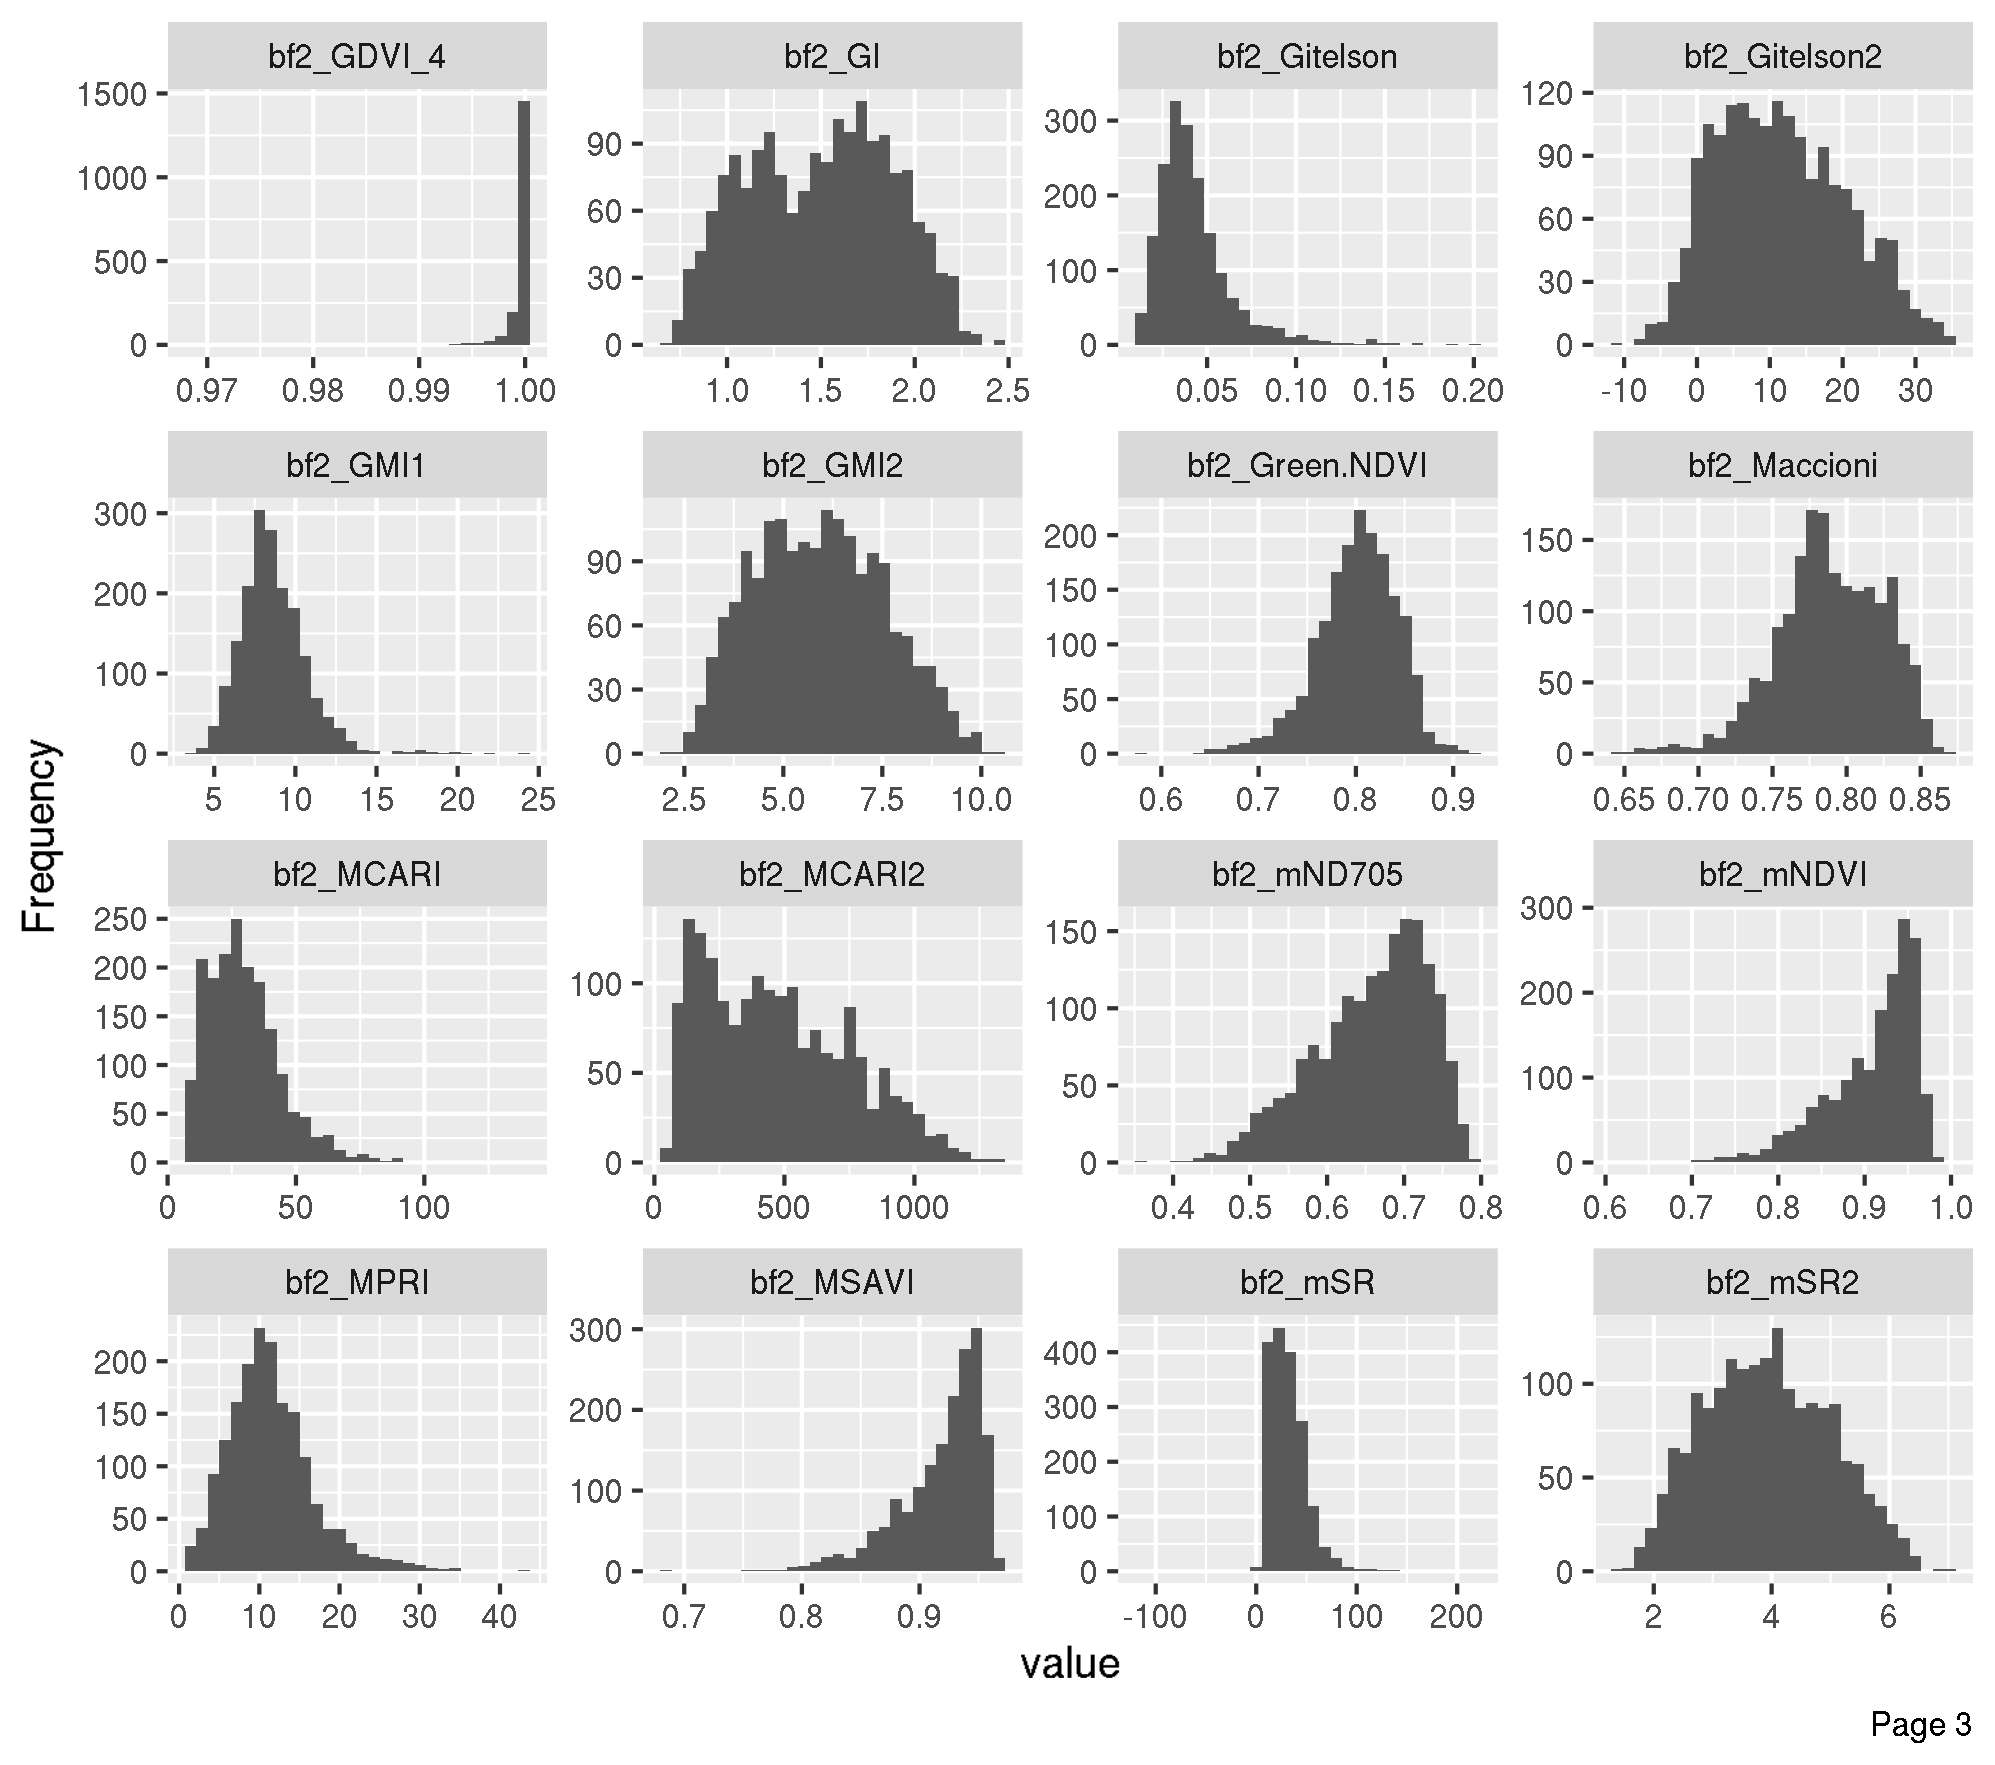 bf2_GDVI_4 bf2_GI bf2_Gitelson bf2_Gitelson2
1500 1000 500 0
0.97 0.98 0.99 1.00
90 60 30 0
1.0 1.5 2.0 2.5
300 200 100 0
0.05 0.10 0.15 0.20
120 90 60 30 0
-10 0 10 20 30
bf2_GMI1 bf2_GMI2 bf2_Green.NDVI bf2_Maccioni
300 200 100 0
5 10 15 20 25
90 60 30 0
2.5 5.0 7.5 10.0
200 150 100 50 0
0.6 0.7 0.8 0.9
150 100 50 0
0.65 0.70 0.75 0.80 0.85
Frequency
bf2_MCARI bf2_MCARI2 bf2_mND705 bf2_mNDVI
250 200 150 100 50 0
0 50 100
100 50 0
0 500 1000
150 100 50 0
0.4 0.5 0.6 0.7 0.8
300 200 100 0
0.6 0.7 0.8 0.9 1.0
bf2_MPRI bf2_MSAVI bf2_mSR bf2_mSR2
200 150 100 50 0
0 10 20 30 40
300 200 100 0
0.7 0.8 0.9
400 300 200 100 0
-100 0 100 200
100 50 0
2 4 6
value
Page 3